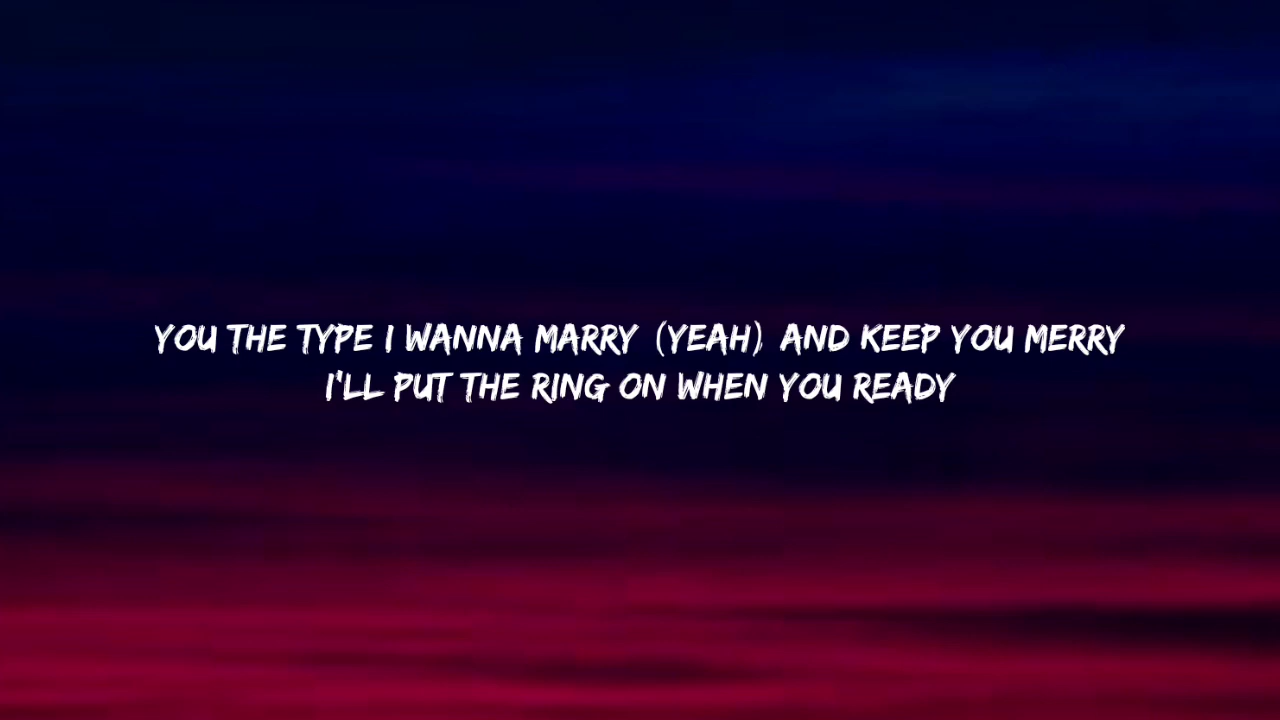 YOU THE TYPE I WANNA MARRY (YEAH) AND KEEP YOU MERRY
I'LL PUT THE RING ON WHEN YOU READY